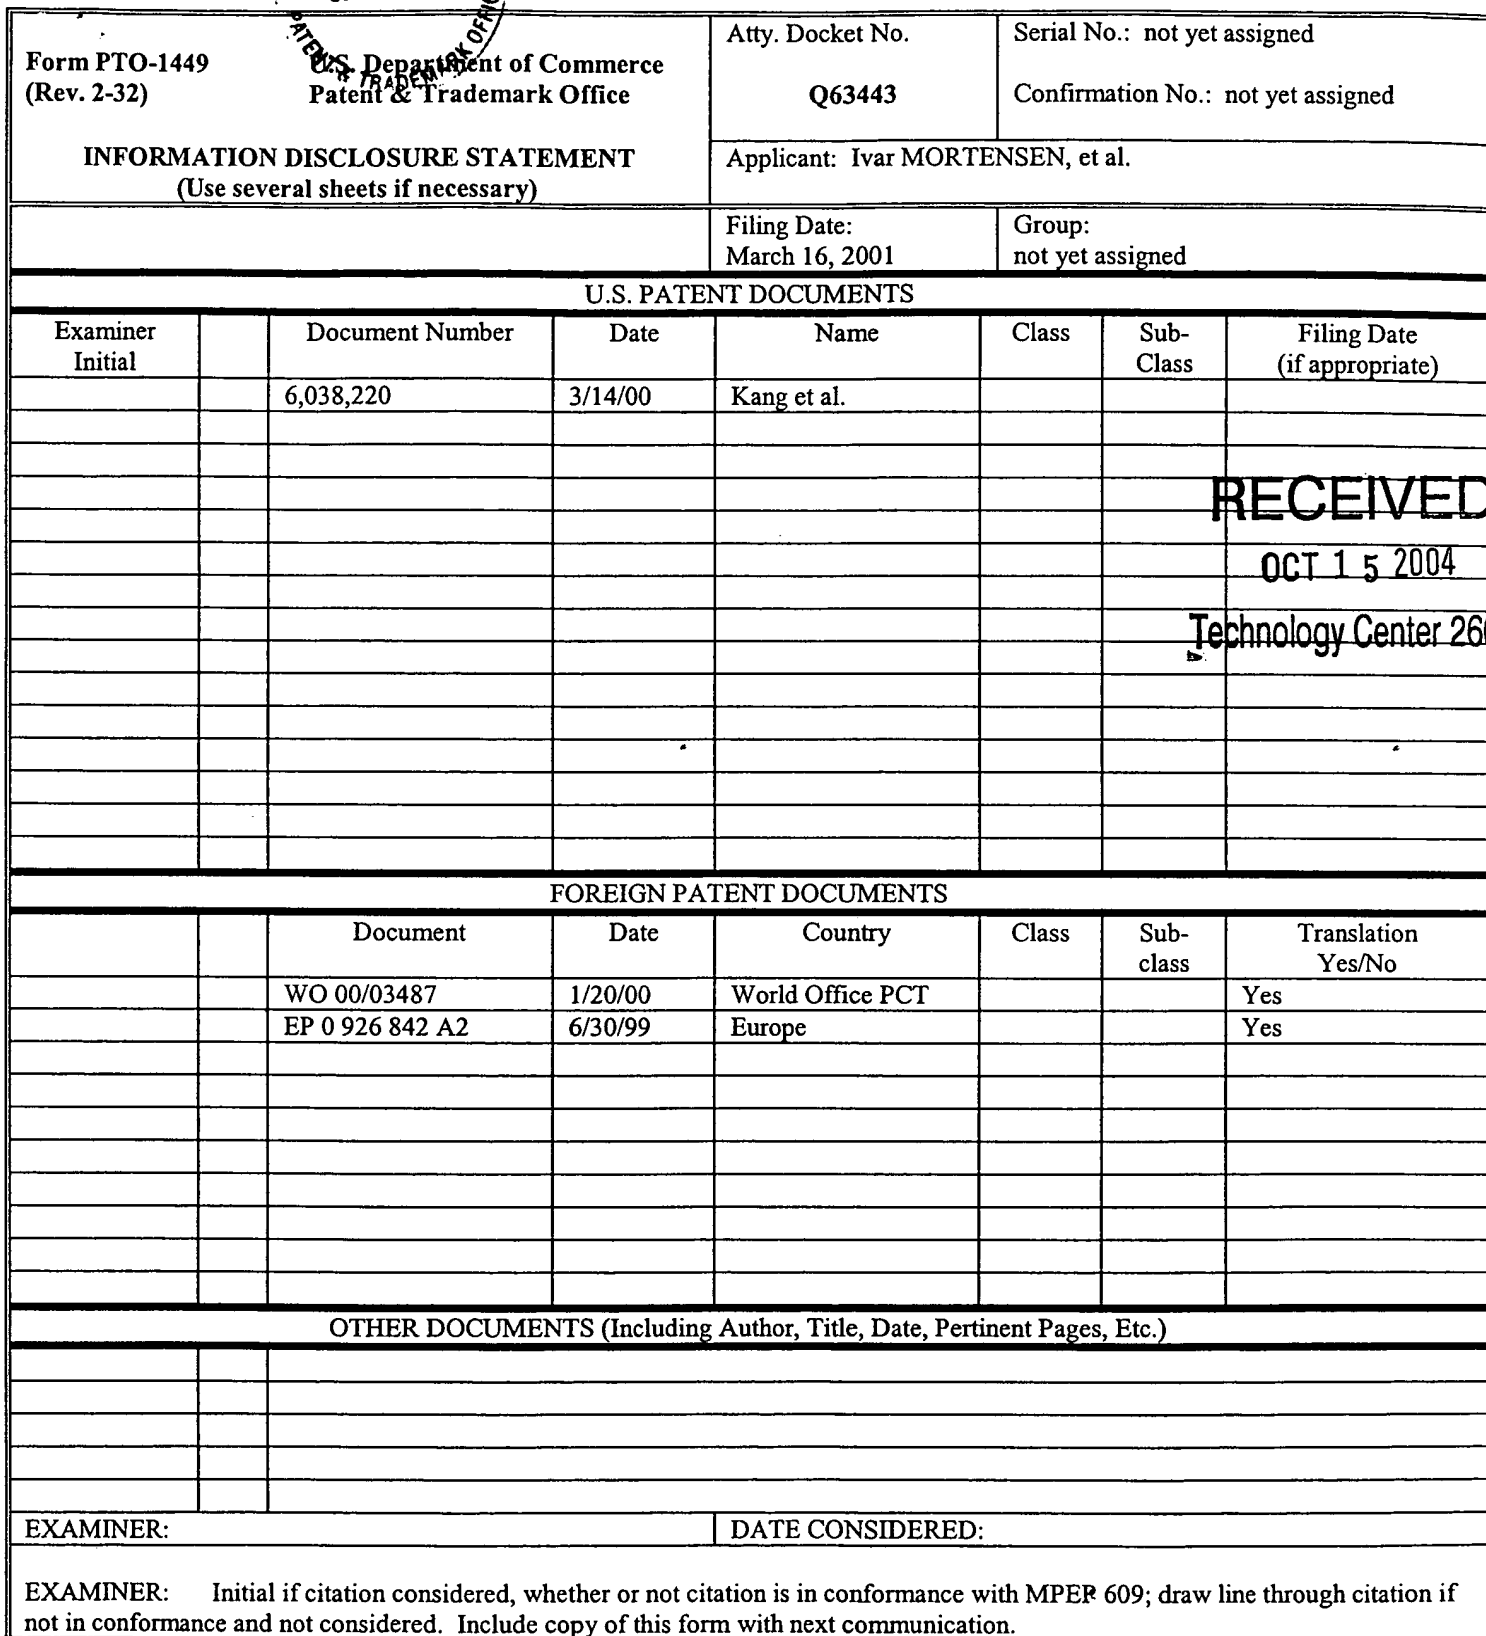 PATENT & TRADEMARK OFFIC
Form PTO-1449
(Rev. 2-32)
U.S. Department of Commerce
Patent & Trademark Office
INFORMATION DISCLOSURE STATEMENT
(Use several sheets if necessary)
Atty. Docket No.
Q63443
Serial No.: not yet assigned
Confirmation No.: not yet assigned
Applicant: Ivar MORTENSEN, et al.
Filing Date:
March 16, 2001
Group:
not yet assigned
U.S. PATENT DOCUMENTS
Examiner Initial Document Number Date Name Class Sub-Class Filing Date (if appropriate)
6,038,220 3/14/00 Kang et al.
RECEIVED
OCT 15 2004
Technology Center 26
FOREIGN PATENT DOCUMENTS
Document Date Country Class Sub-class Translation Yes/No
WO 00/03487 1/20/00 World Office PCT Yes
EP 0 926 842 A2 6/30/99 Europe Yes
OTHER DOCUMENTS (Including Author, Title, Date, Pertinent Pages, Etc.)
EXAMINER: DATE CONSIDERED:
EXAMINER: Initial if citation considered, whether or not citation is in conformance with MPEP 609; draw line through citation if
not in conformance and not considered. Include copy of this form with next communication.